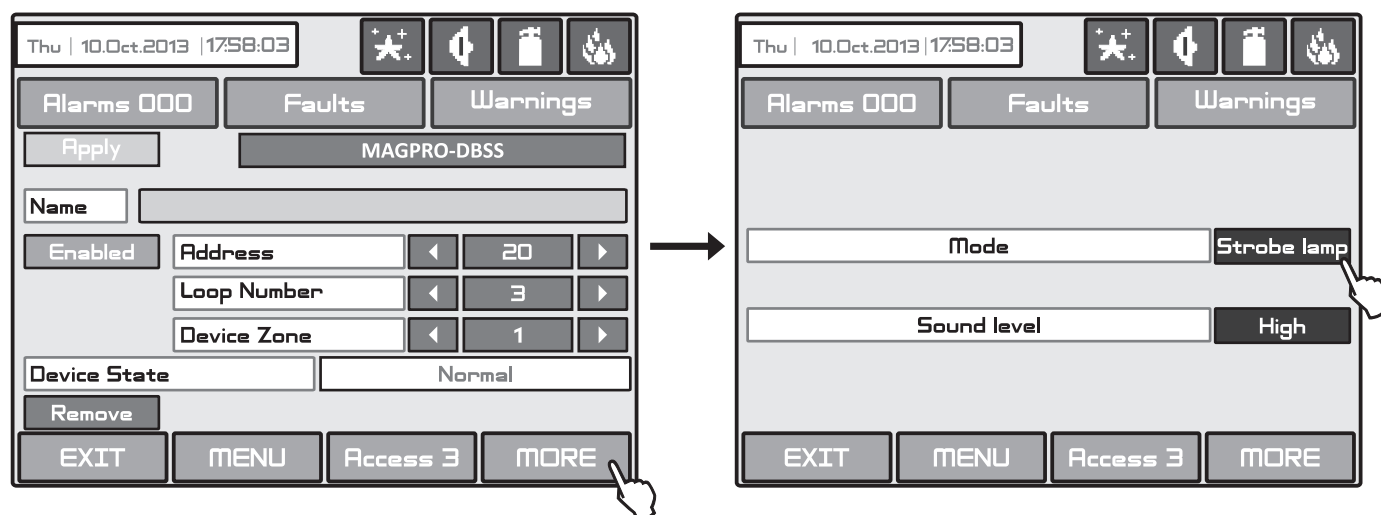 Thu | 10.Oct.2013 | 17:58:03
Alarms 000 Faults Warnings
Apply MAGPRO-DBSS
Name
Enabled Address 20
Loop Number 3
Device Zone 1
Device State Normal
Remove
EXIT MENU Access 3 MORE
Thu | 10.Oct.2013 | 17:58:03
Alarms 000 Faults Warnings
Mode Strobe lamp
Sound level High
EXIT MENU Access 3 MORE